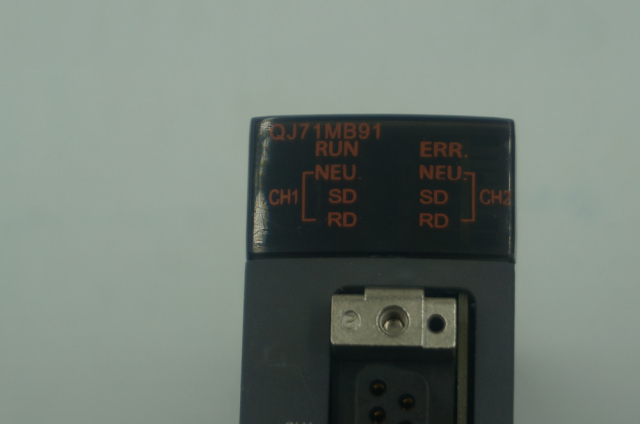 QJ71MB91
RUN ERR.
NEU. NEU.
CH1 SD SD CH2
RD RD